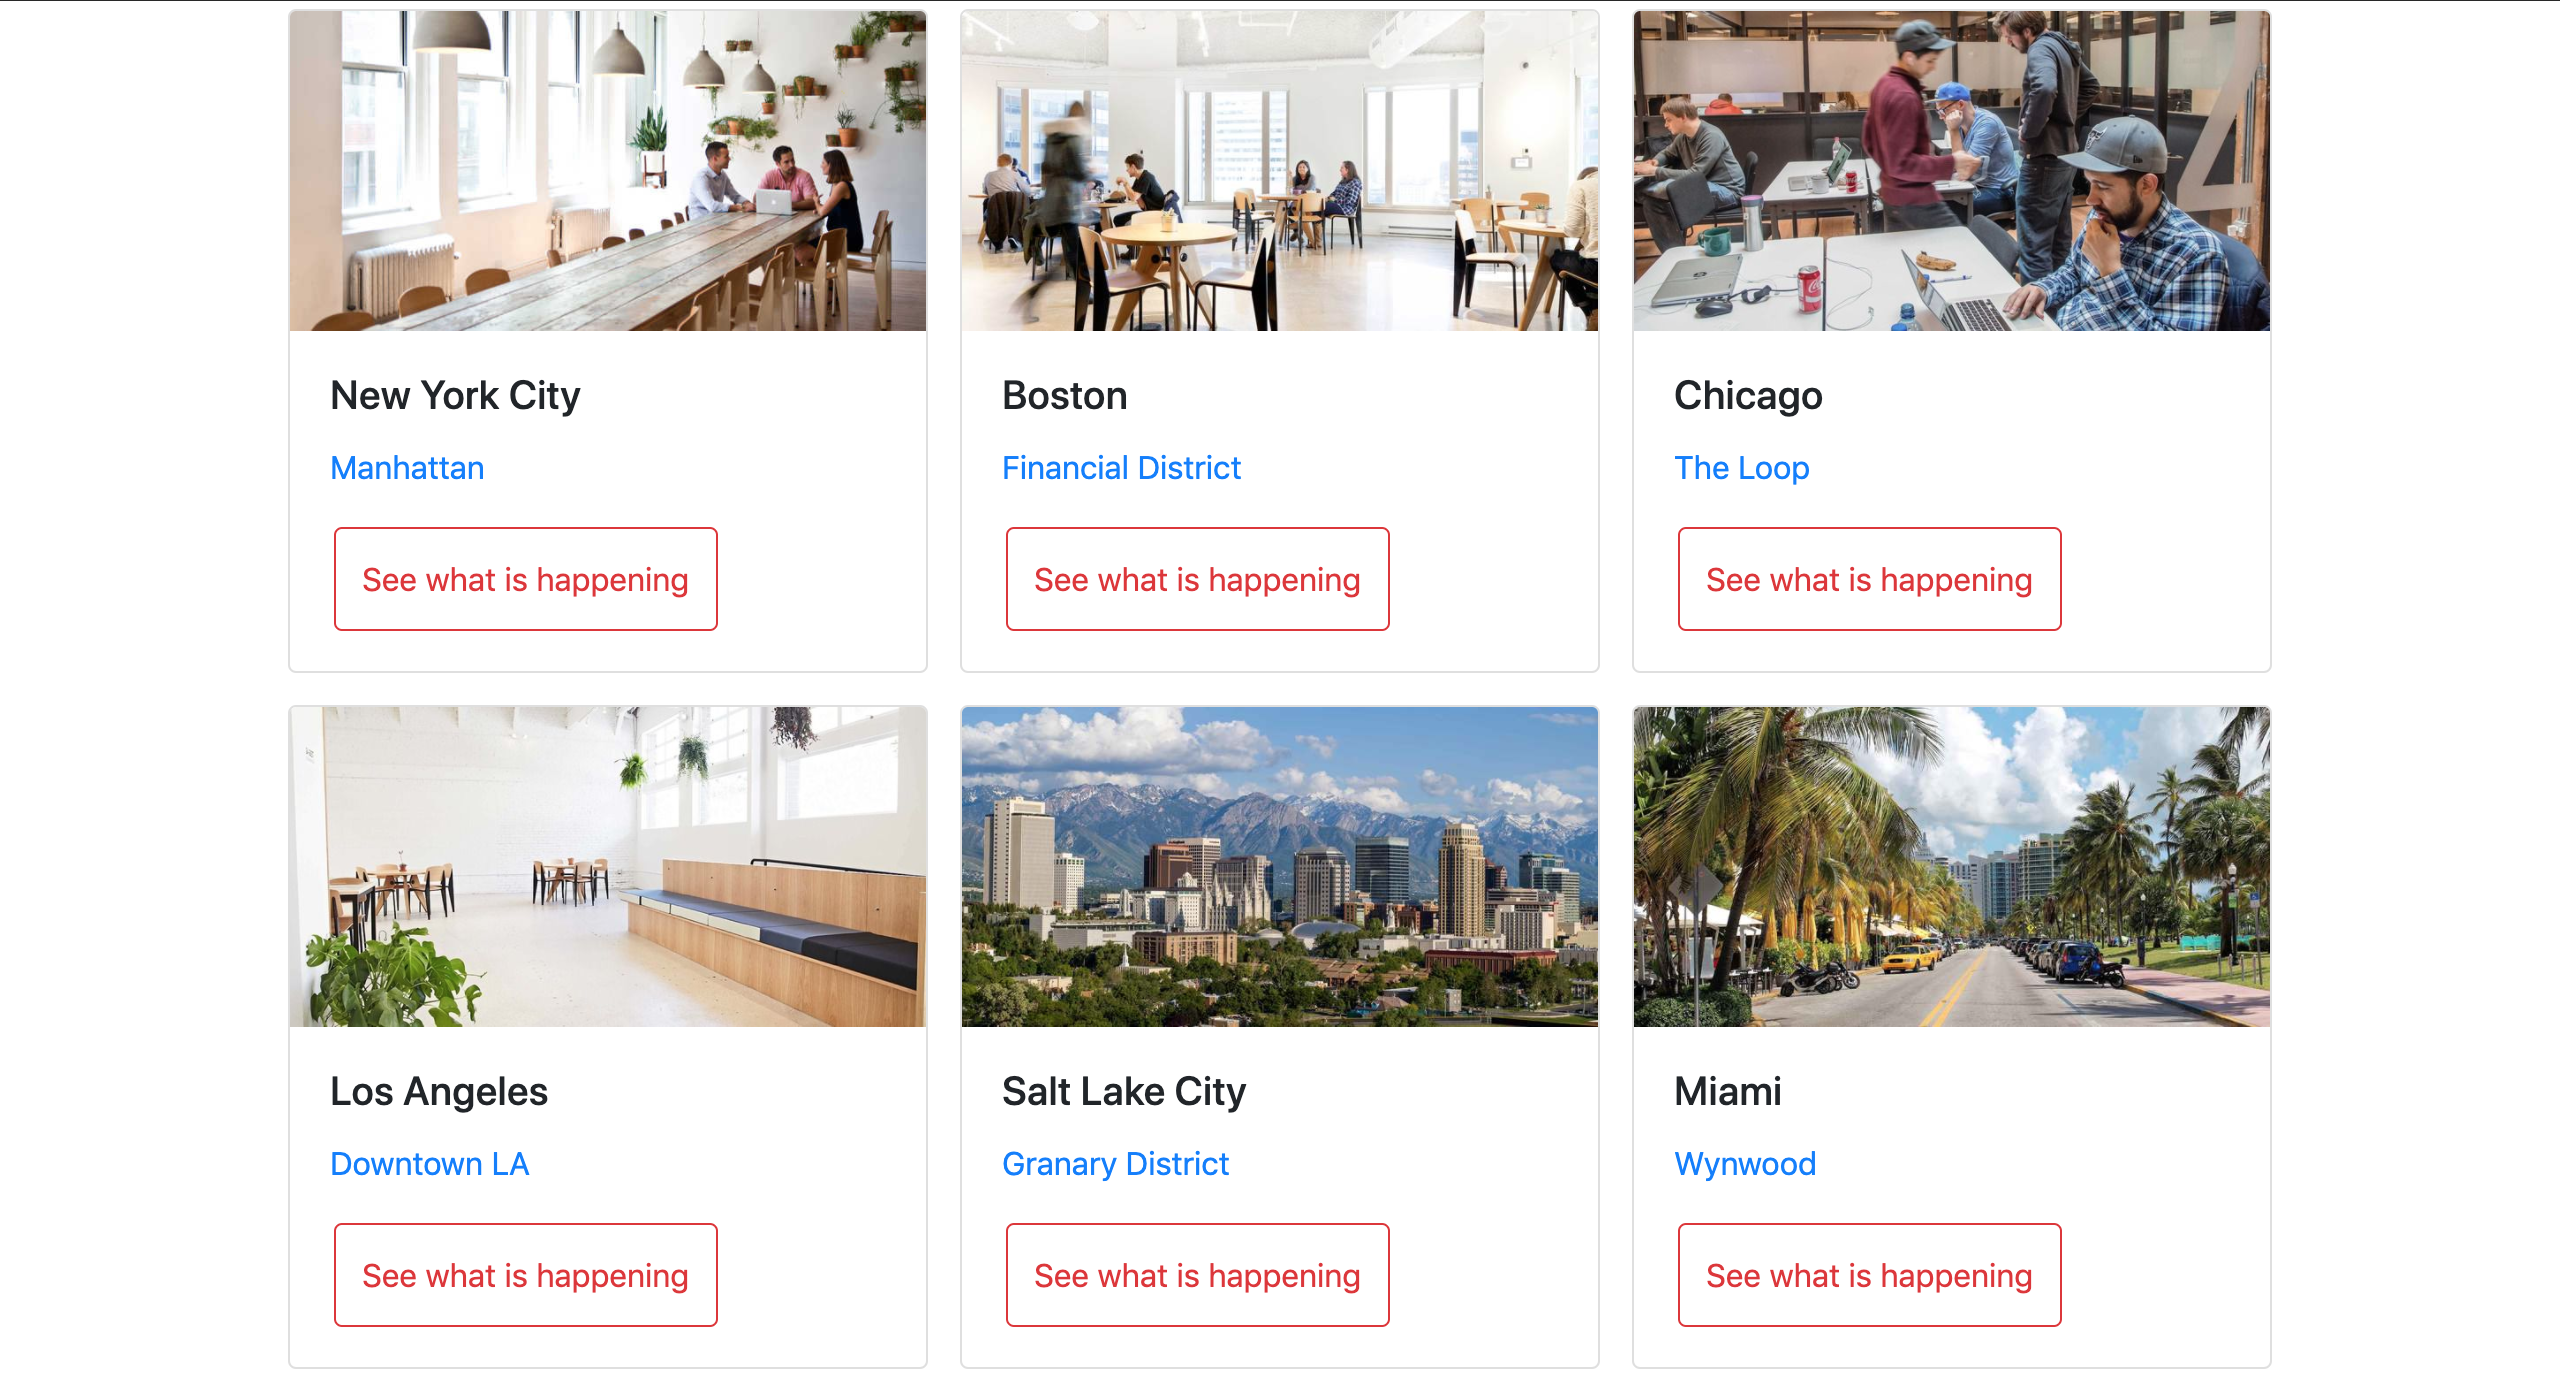 New York City
Manhattan
See what is happening
Boston
Financial District
See what is happening
Chicago
The Loop
See what is happening
Los Angeles
Downtown LA
See what is happening
Salt Lake City
Granary District
See what is happening
Miami
Wynwood
See what is happening